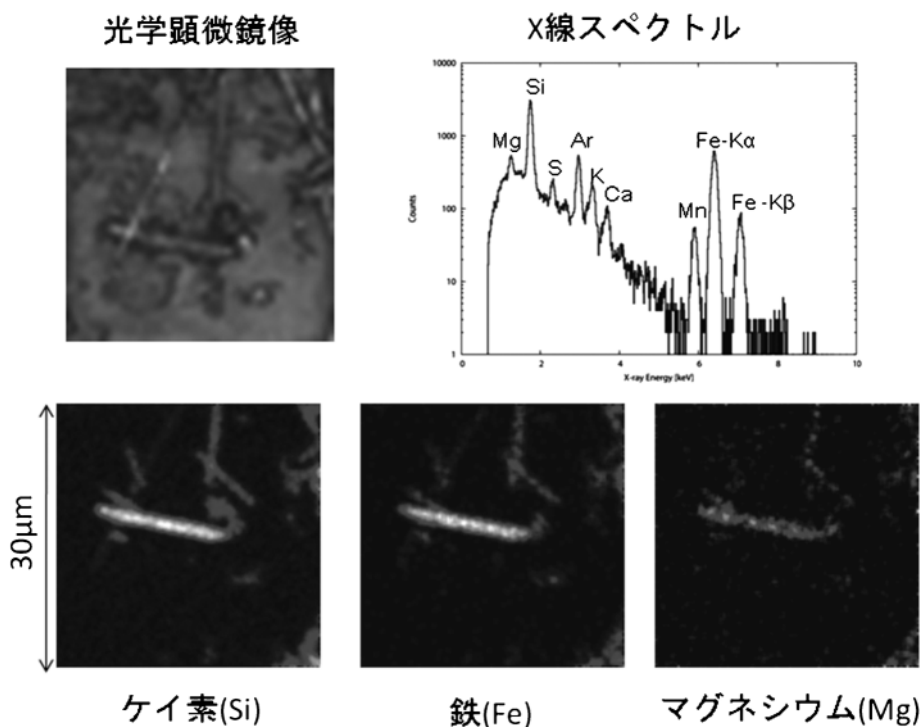 光学顕微鏡像
X線スペクトル
10000
1000
100
10
1
Counts
Mg
Si
S
Ar
K
Ca
Mn
Fe-Kα
Fe-Kβ
0
2
4
6
8
10
X-ray Energy [keV]
30μm
ケイ素(Si)
鉄(Fe)
マグネシウム(Mg)